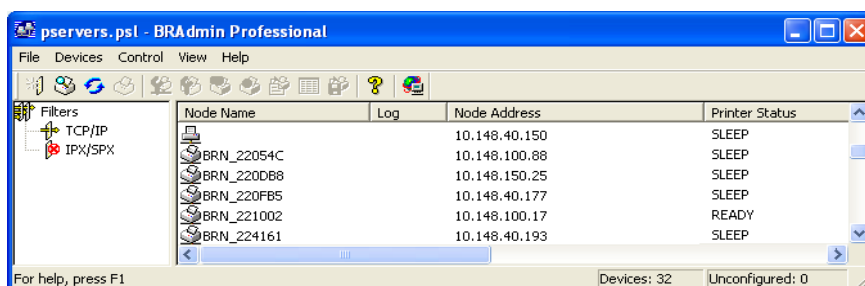 pservers.psl - BRAdmin Professional
File Devices Control View Help
Filters
TCP/IP
IPX/SPX
Node Name Log Node Address Printer Status
10.148.40.150 SLEEP
BRN_22054C 10.148.100.88 SLEEP
BRN_220DB8 10.148.150.25 SLEEP
BRN_220FB5 10.148.40.177 SLEEP
BRN_221002 10.148.100.17 READY
BRN_224161 10.148.40.193 SLEEP
For help, press F1 Devices: 32 Unconfigured: 0